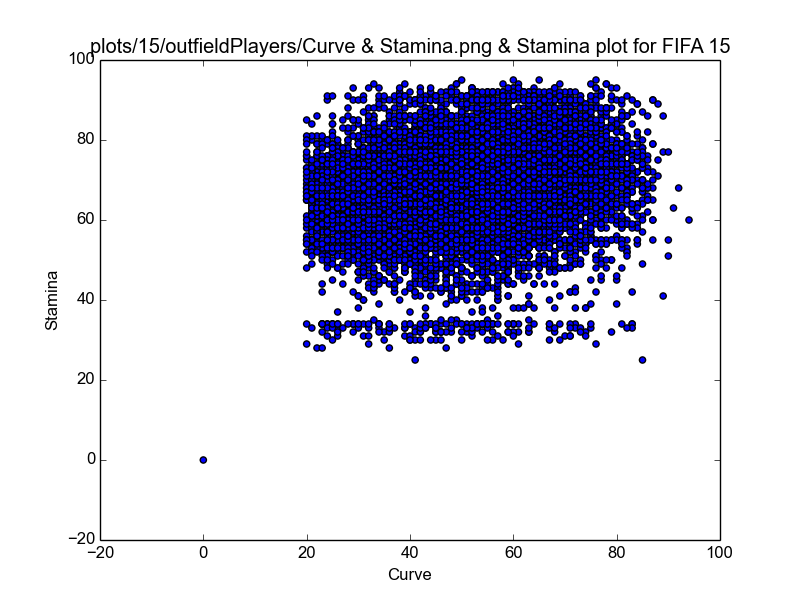 plots/15/outfieldPlayers/Curve & Stamina.png & Stamina plot for FIFA 15
100
80
60
40
20
0
−20
Stamina
−20 0 20 40 60 80 100
Curve